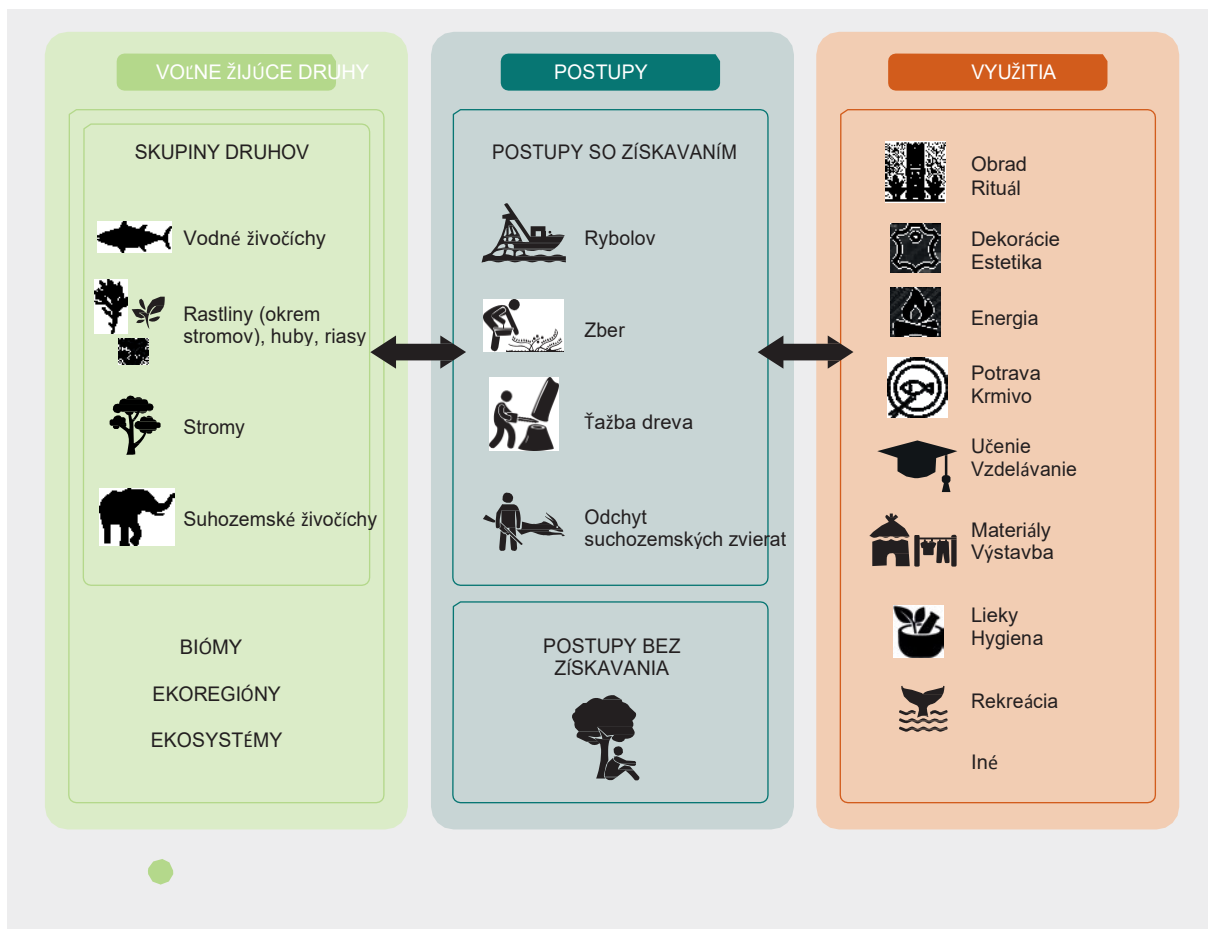 VOĽNE ŽIJÚCE DRUHY
SKUPINY DRUHOV
Vodné živočíchy
Rastliny (okrem
stromov), huby, riasy
Stromy
Suhozemské živočíchy
BIÓMY
EKOREGIÓNY
EKOSYSTÉMY
POSTUPY
POSTUPY SO ZÍSKAVANÍM
Rybolov
Zber
Ťažba dreva
Odchyt
suchozemských zvierat
POSTUPY BEZ
ZÍSKAVANIA
VYUŽITIA
Obrad
Rituál
Dekorácie
Estetika
Energia
Potrava
Krmivo
Učenie
Vzdelávanie
Materiály
Výstavba
Lieky
Hygiena
Rekreácia
Iné